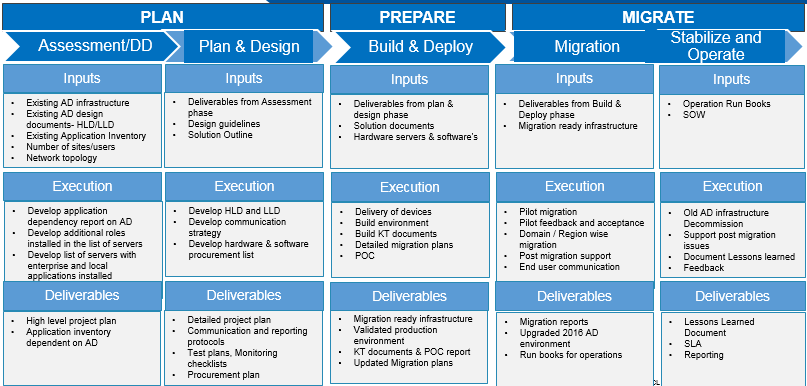 PLAN
PREPARE
MIGRATE
Assessment/DD
Plan & Design
Build & Deploy
Migration
Stabilize and
Operate
Inputs
• Existing AD infrastructure
• Existing AD design
documents- HLD/LLD
• Existing Application Inventory
• Number of sites/users
• Network topology
Inputs
• Deliverables from Assessment
phase
• Design guidelines
• Solution Outline
Inputs
• Deliverables from plan &
design phase
• Solution documents
• Hardware servers & software's
Inputs
• Deliverables from Build &
Deploy phase
• Migration ready infrastructure
Inputs
• Operation Run Books
• SOW
Execution
• Develop application
dependency report on AD
• Develop additional roles
installed in the list of servers
• Develop list of servers with
enterprise and local
applications installed
Execution
• Develop HLD and LLD
• Develop communication
strategy
• Develop hardware & software
procurement list
Execution
• Delivery of devices
• Build environment
• Build KT documents
• Detailed migration plans
• POC
Execution
• Pilot migration
• Pilot feedback and acceptance
• Domain / Region wise
migration
• Post migration support
• End user communication
Execution
• Old AD infrastructure
Decommission
• Support post migration
issues
• Document Lessons learned
• Feedback
Deliverables
• High level project plan
• Application inventory
dependent on AD
Deliverables
• Detailed project plan
• Communication and reporting
protocols
• Test plans, Monitoring
checklists
• Procurement plan
Deliverables
• Migration ready infrastructure
• Validated production
environment
• KT documents & POC report
• Updated Migration plans
Deliverables
• Migration reports
• Upgraded 2016 AD
environment
• Run books for operations
Deliverables
• Lessons Learned
Document
• SLA
• Reporting